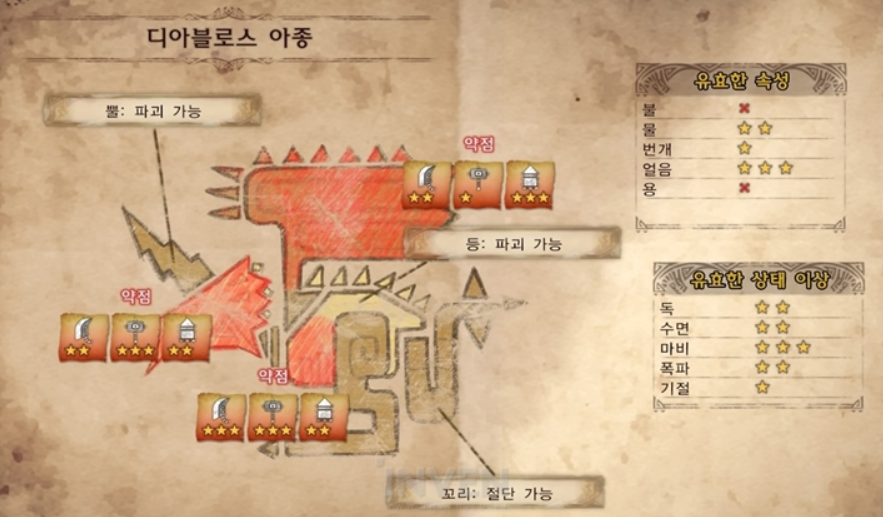 디아블로스 아종
뿔: 파괴 가능
약점
등: 파괴 가능
약점
약점
꼬리: 절단 가능
유효한 속성
불
물
번개
얼음
용
유효한 상태 이상
독
수면
마비
폭파
기절
INVEN